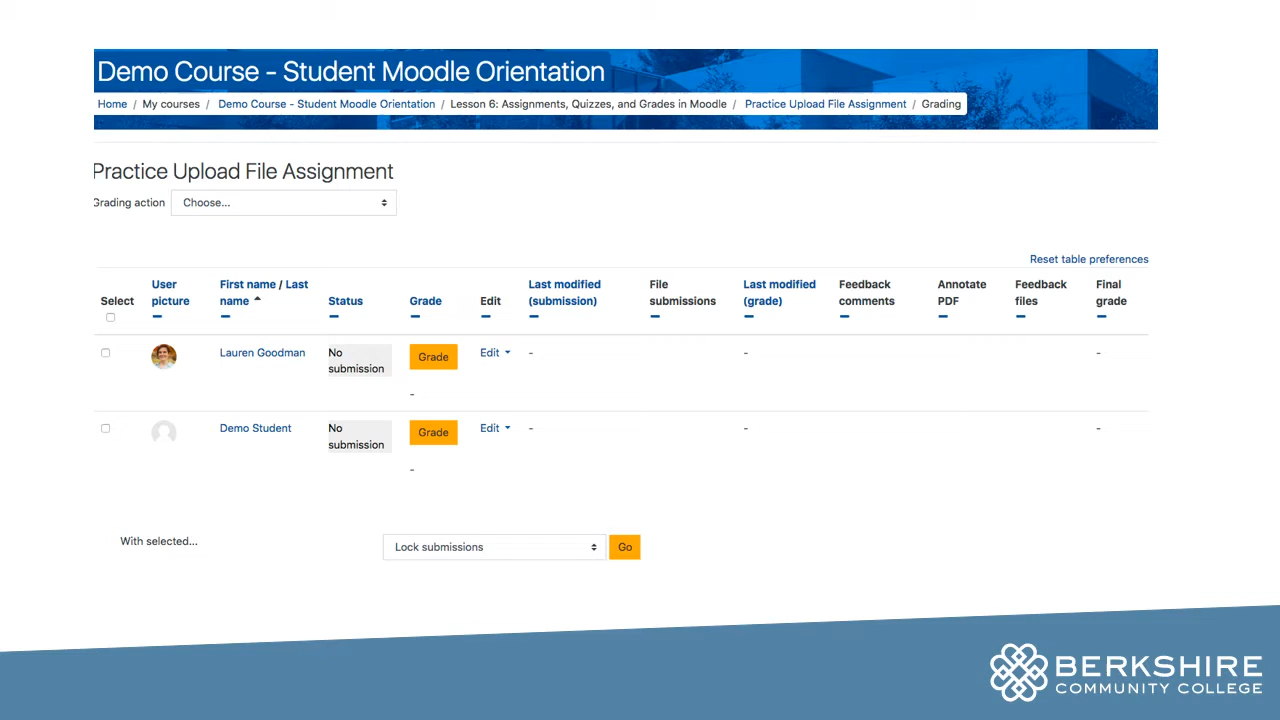 Demo Course - Student Moodle Orientation
Home / My courses / Demo Course - Student Moodle Orientation / Lesson 6: Assignments, Quizzes, and Grades in Moodle / Practice Upload File Assignment / Grading
Practice Upload File Assignment
Grading action Choose...
Reset table preferences
Select User picture First name / Last name Status Grade Edit Last modified (submission) File submissions Last modified (grade) Feedback comments Annotate PDF Feedback files Final grade
Lauren Goodman No submission Grade Edit - - -
-
Demo Student No submission Grade Edit - - -
-
With selected... Lock submissions Go
BERKSHIRE
COMMUNITY COLLEGE